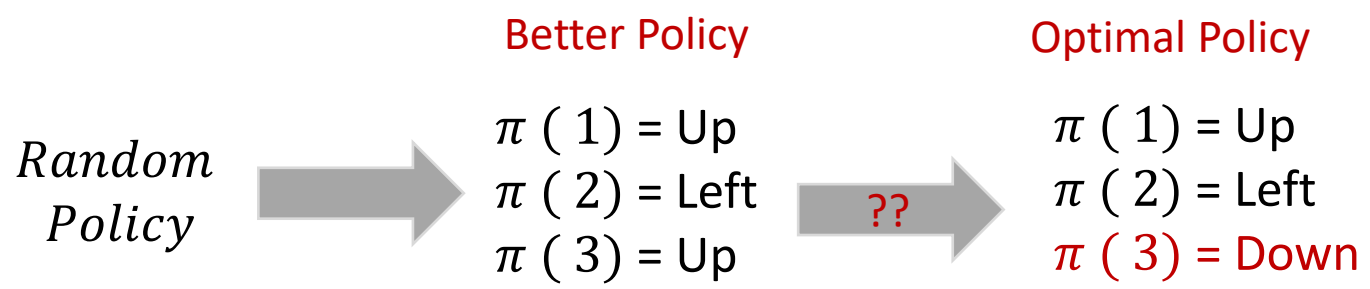 Better Policy
Optimal Policy
Random
Policy
π ( 1) = Up
π ( 2) = Left
π ( 3) = Up
??
π ( 1) = Up
π ( 2) = Left
π ( 3) = Down